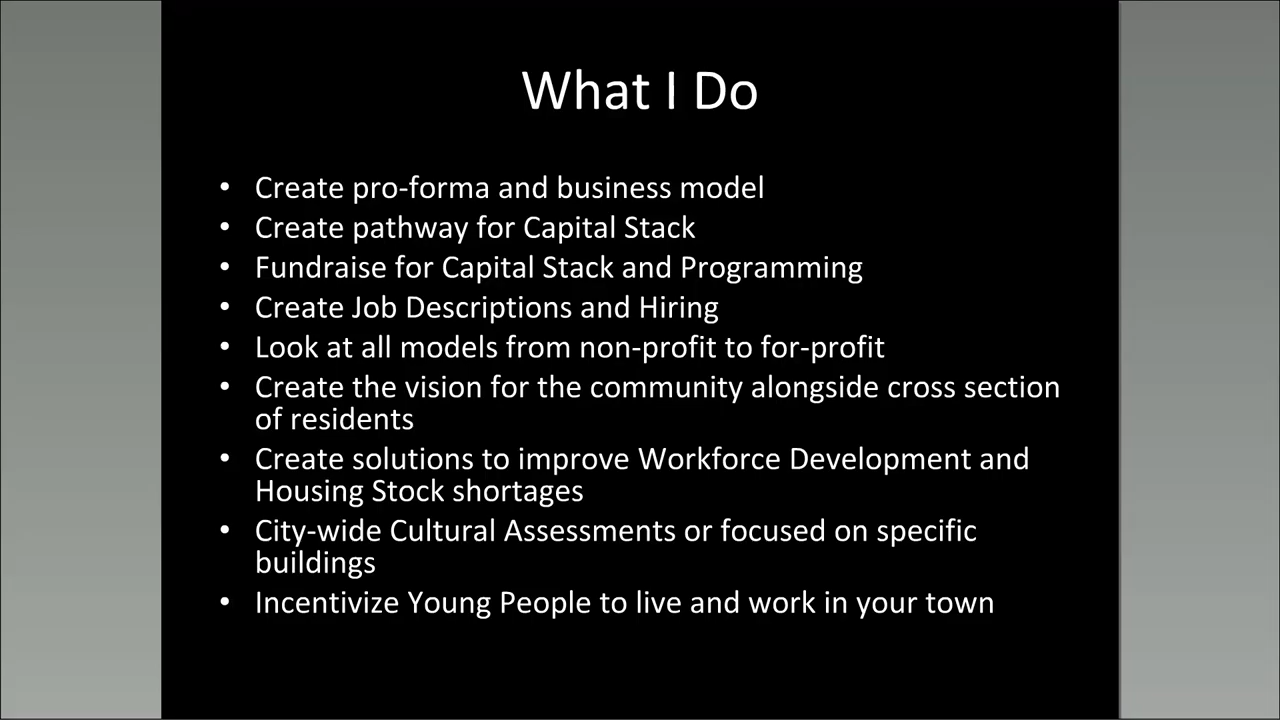 What I Do
• Create pro-forma and business model
• Create pathway for Capital Stack
• Fundraise for Capital Stack and Programming
• Create Job Descriptions and Hiring
• Look at all models from non-profit to for-profit
• Create the vision for the community alongside cross section
of residents
• Create solutions to improve Workforce Development and
Housing Stock shortages
• City-wide Cultural Assessments or focused on specific
buildings
• Incentivize Young People to live and work in your town